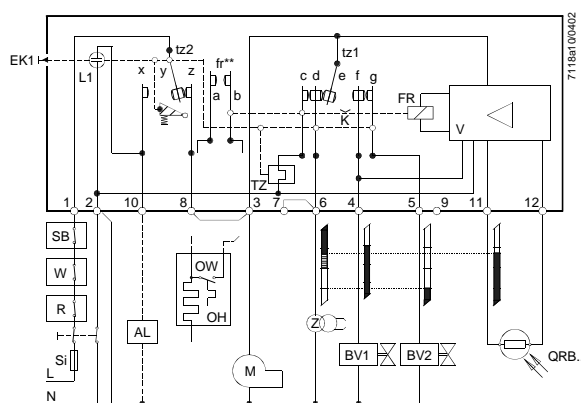 7118a10/0402
EK1
L1
tz2
fr**
tz1
x y z a b c d e f g
FR
K
V
TZ
1 2 10 8 3 7 6 4 5 9 11 12
SB
W
R
Si
L
N
AL
OW
OH
M
Z
BV1
BV2
QRB.